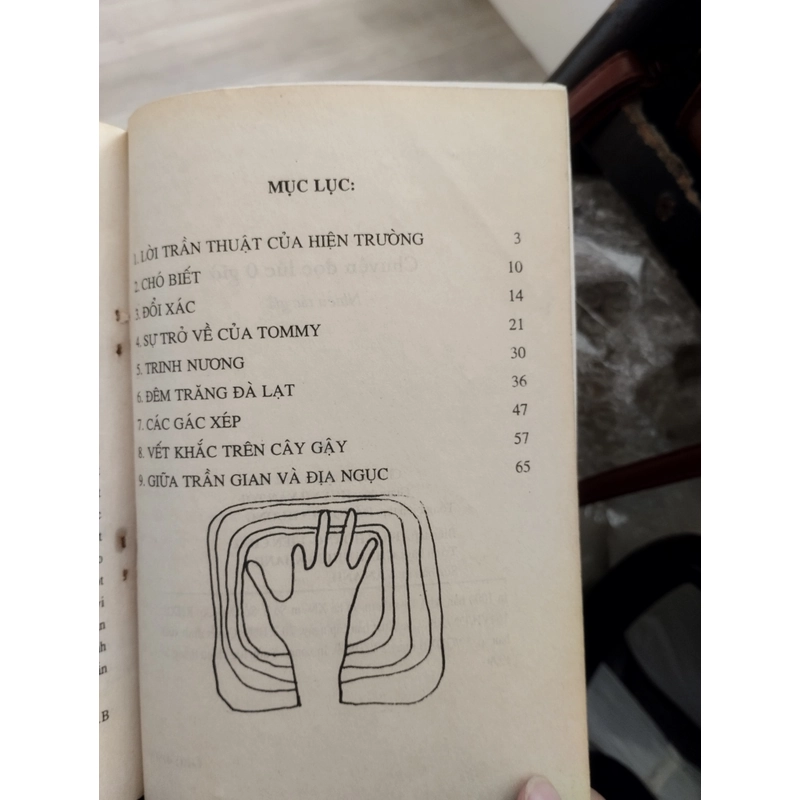 MỤC LỤC:
1. LỜI TRẦN THUẬT CỦA HIỆN TRƯỜNG 3
2. CHÓ BIẾT 10
3. ĐỔI XÁC 14
4. SỰ TRỞ VỀ CỦA TOMMY 21
5. TRINH NƯƠNG 30
6. ĐÊM TRĂNG ĐÀ LẠT 36
7. CÁC GÁC XÉP 47
8. VẾT KHẮC TRÊN CÂY GẬY 57
9. GIỮA TRẦN GIAN VÀ ĐỊA NGỤC 65